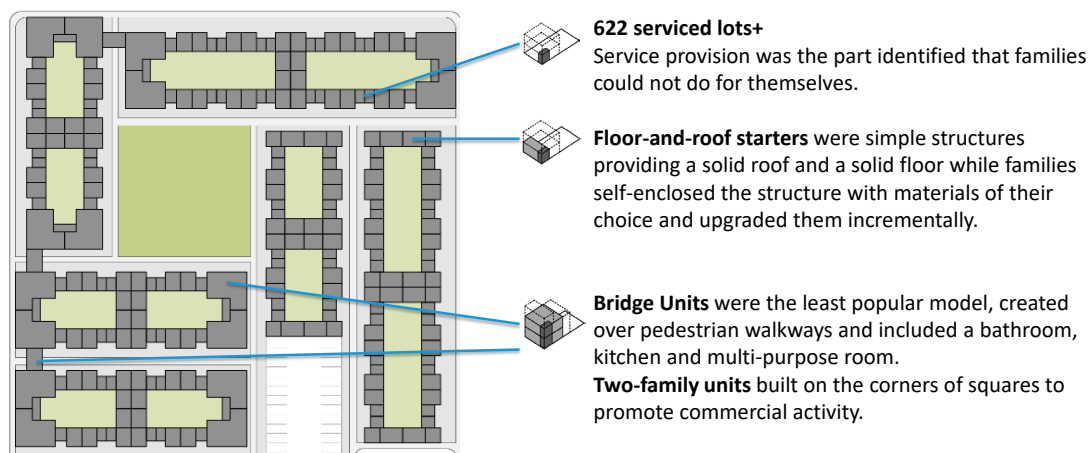 622 serviced lots+
Service provision was the part identified that families
could not do for themselves.
Floor-and-roof starters were simple structures
providing a solid roof and a solid floor while families
self-enclosed the structure with materials of their
choice and upgraded them incrementally.
Bridge Units were the least popular model, created
over pedestrian walkways and included a bathroom,
kitchen and multi-purpose room.
Two-family units built on the corners of squares to
promote commercial activity.